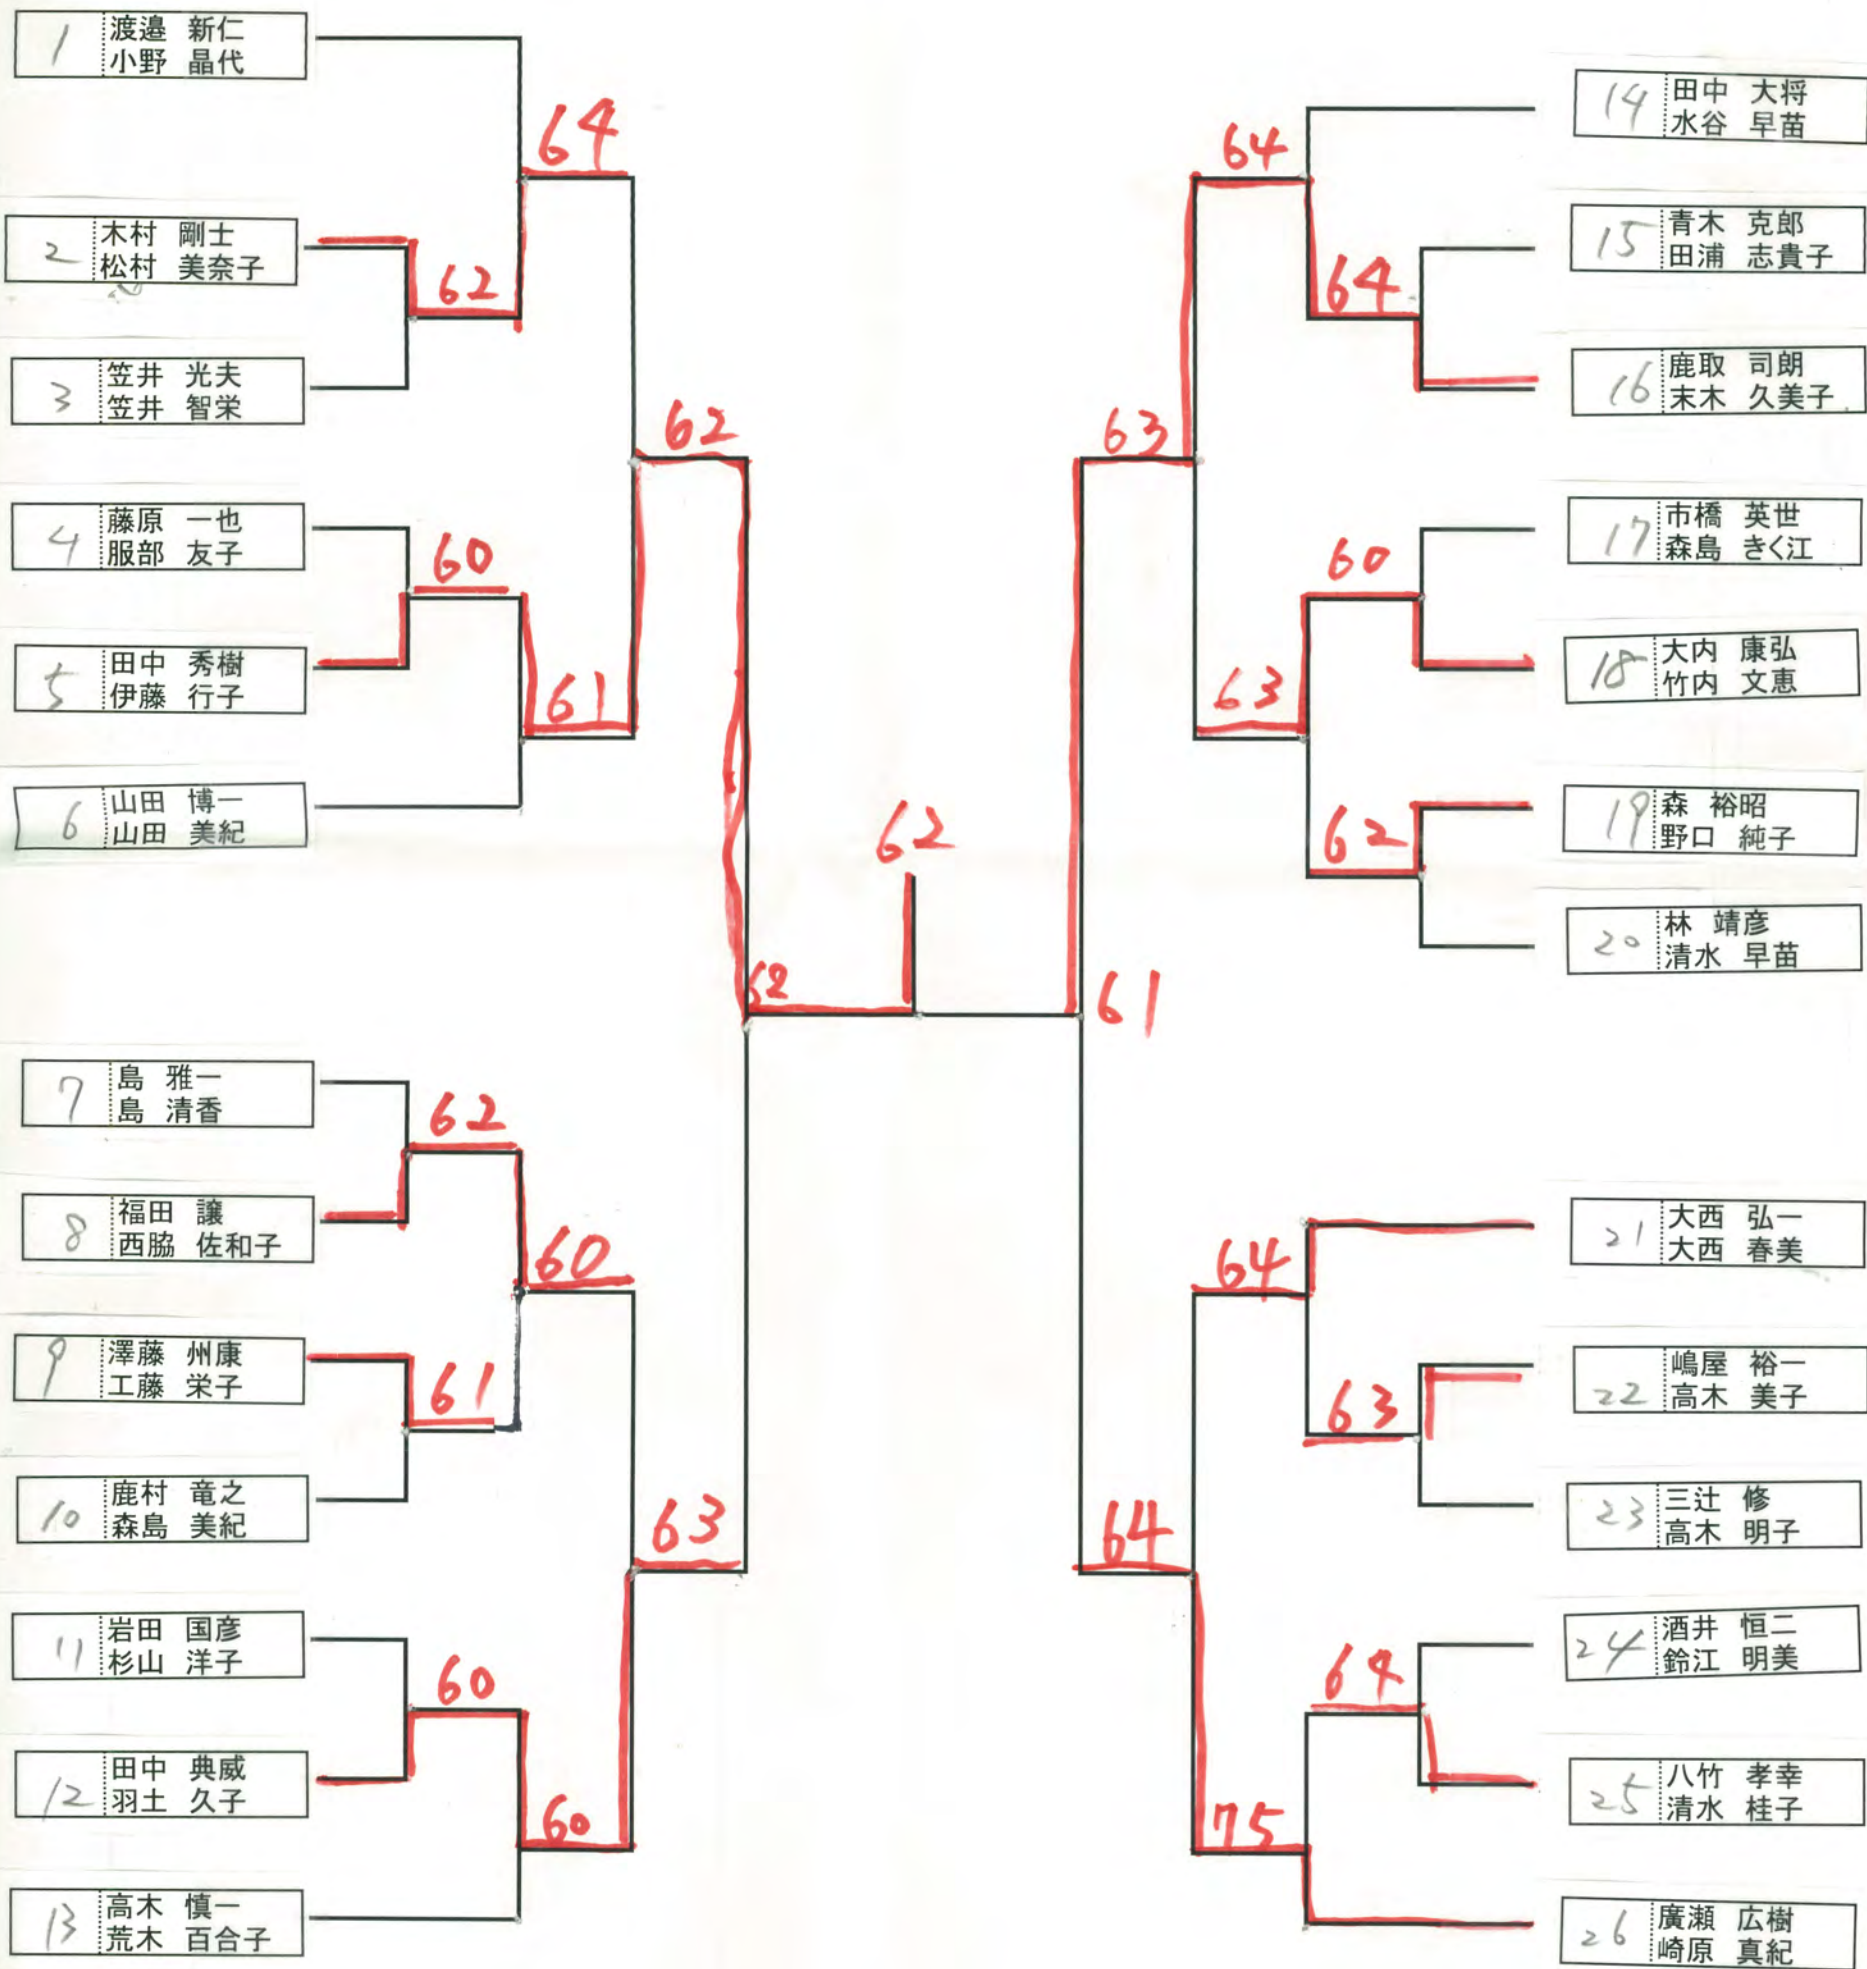 1 渡邉 新仁
小野 晶代
2 木村 剛士
松村 美奈子
3 笠井 光夫
笠井 智栄
4 藤原 一也
服部 友子
5 田中 秀樹
伊藤 行子
6 山田 博一
山田 美紀
7 島 雅一
島 清香
8 福田 譲
西脇 佐和子
9 澤藤 州康
工藤 栄子
10 鹿村 竜之
森島 美紀
11 岩田 国彦
杉山 洋子
12 田中 典威
羽土 久子
13 高木 慎一
荒木 百合子
64
62
60
61
62
62
60
61
60
60
63
62
62
61
63
64
64
60
63
62
64
63
64
64
75
14 田中 大将
水谷 早苗
15 青木 克郎
田浦 志貴子
16 鹿取 司朗
末木 久美子
17 市橋 英世
森島 きく江
18 大内 康弘
竹内 文恵
19 森 裕昭
野口 純子
20 林 靖彦
清水 早苗
21 大西 弘一
大西 春美
22 嶋屋 裕一
高木 美子
23 三辻 修
高木 明子
24 酒井 恒二
鈴江 明美
25 八竹 孝幸
清水 桂子
26 廣瀬 広樹
崎原 真紀